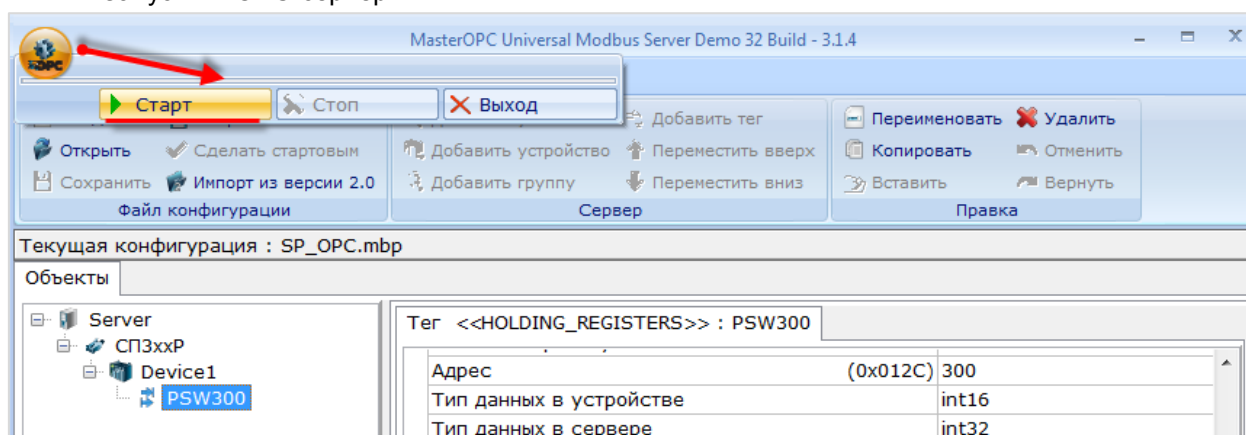 MasterOPC Universal Modbus Server Demo 32 Build - 3.1.4
Старт Стоп Выход
Добавить тег Переименовать Удалить
Открыть Сделать стартовым Добавить устройство Переместить вверх Копировать Отменить
Сохранить Импорт из версии 2.0 Добавить группу Переместить вниз Вставить Вернуть
Файл конфигурации Сервер Правка
Текущая конфигурация : SP_OPC.mbp
Объекты
Server
СП3xxР
Device1
PSW300
Тег <<HOLDING_REGISTERS>> : PSW300
Адрес (0x012C) 300
Тип данных в устройстве int16
Тип данных в сервере int32